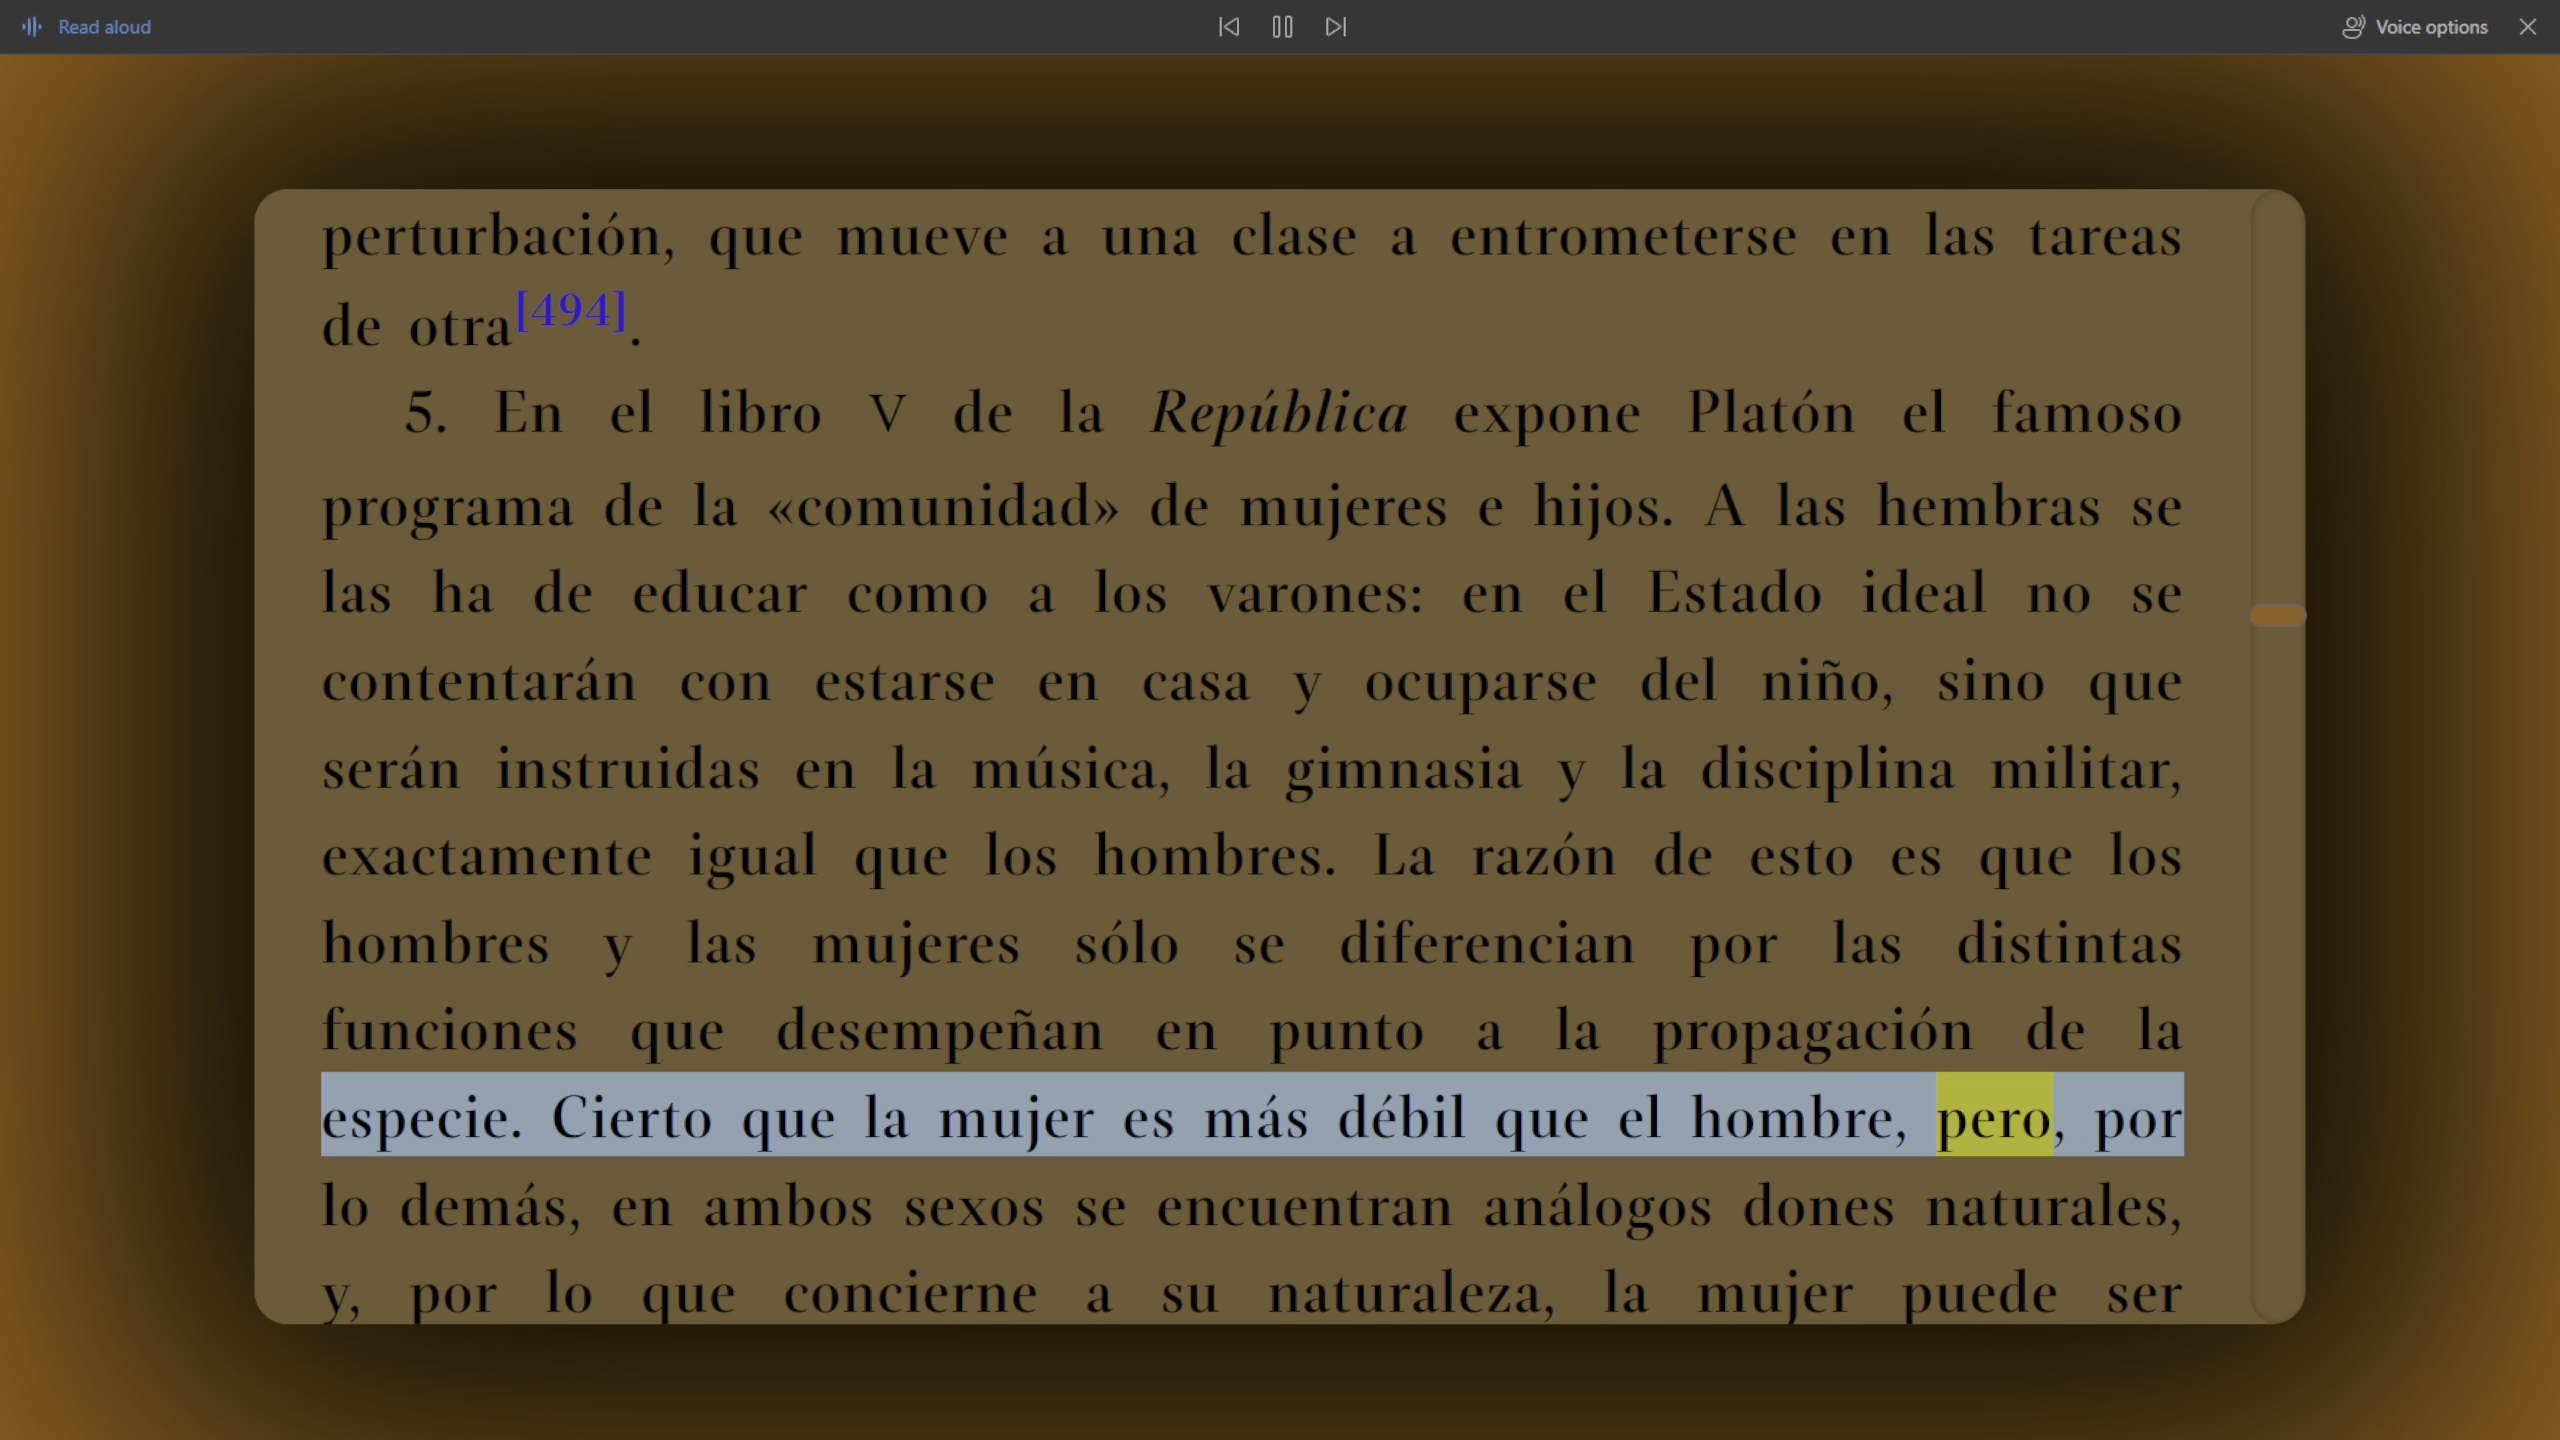 Read aloud
Voice options
perturbación, que mueve a una clase a entrometerse en las tareas
de otra[494].
5. En el libro V de la República expone Platón el famoso
programa de la «comunidad» de mujeres e hijos. A las hembras se
las ha de educar como a los varones: en el Estado ideal no se
contentarán con estarse en casa y ocuparse del niño, sino que
serán instruidas en la música, la gimnasia y la disciplina militar,
exactamente igual que los hombres. La razón de esto es que los
hombres y las mujeres sólo se diferencian por las distintas
funciones que desempeñan en punto a la propagación de la
especie. Cierto que la mujer es más débil que el hombre, pero, por
lo demás, en ambos sexos se encuentran análogos dones naturales,
y, por lo que concierne a su naturaleza, la mujer puede ser